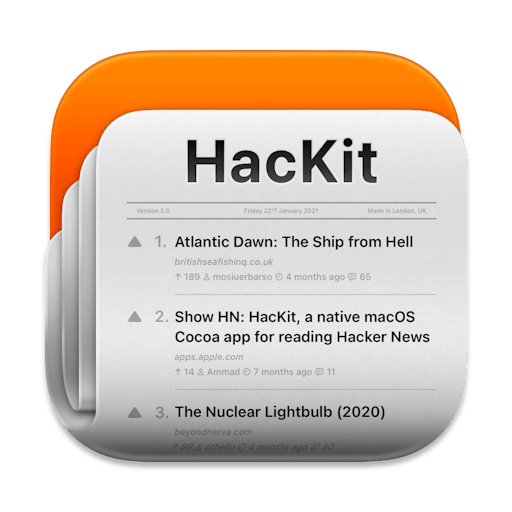 HacKit
Version 2.0 Friday 22nd January 2021 Made in London, UK
1. Atlantic Dawn: The Ship from Hell
britishseafishing.co.uk
189 mosiuerbarso 4 months ago 65
2. Show HN: HacKit, a native macOS
Cocoa app for reading Hacker News
apps.apple.com
14 Ammad 7 months ago 11
3. The Nuclear Lightbulb (2020)
beyondnerva.com
89 othello 4 months ago 50